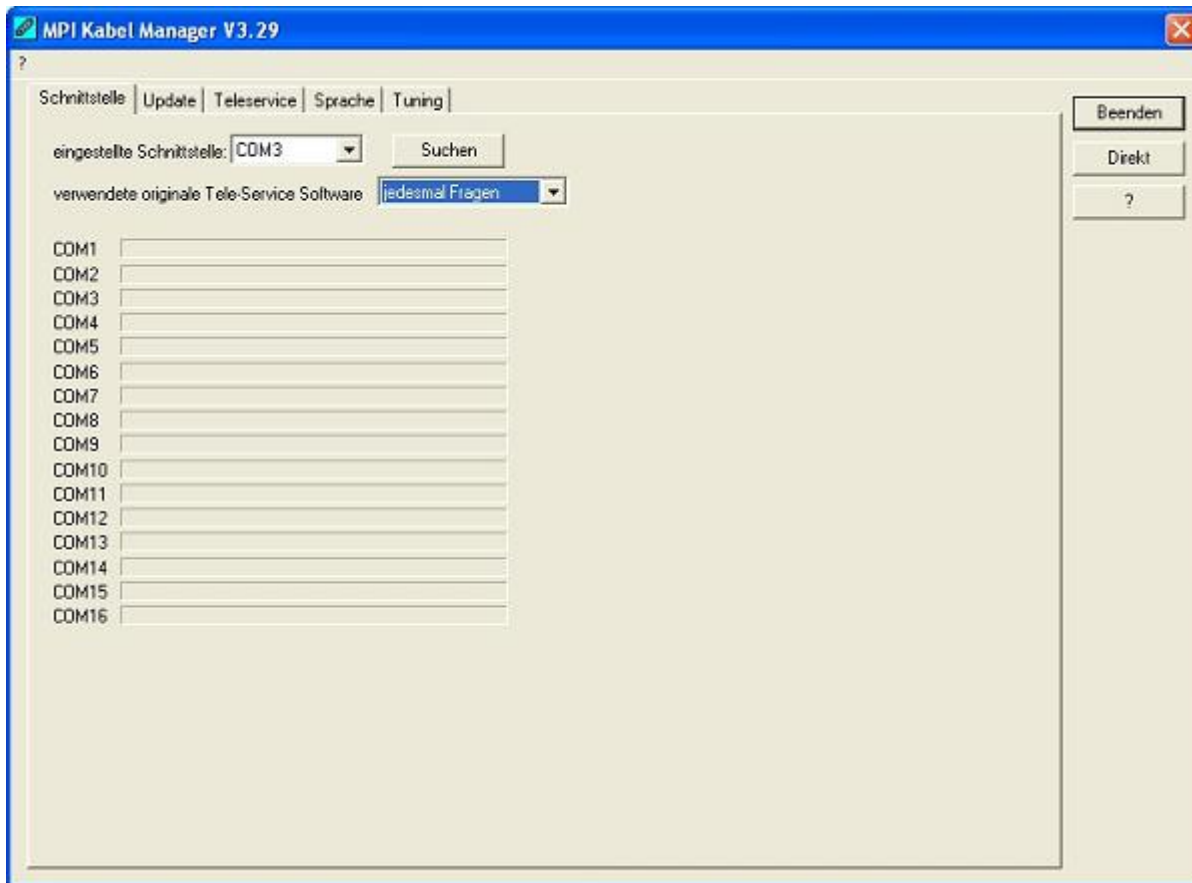 MPI Kabel Manager V3.29
?
Schnittstelle Update Teleservice Sprache Tuning
Beenden
eingestellte Schnittstelle: COM3 Suchen
Direkt
verwendete originale Tele-Service Software jedesmal Fragen
?
COM1
COM2
COM3
COM4
COM5
COM6
COM7
COM8
COM9
COM10
COM11
COM12
COM13
COM14
COM15
COM16